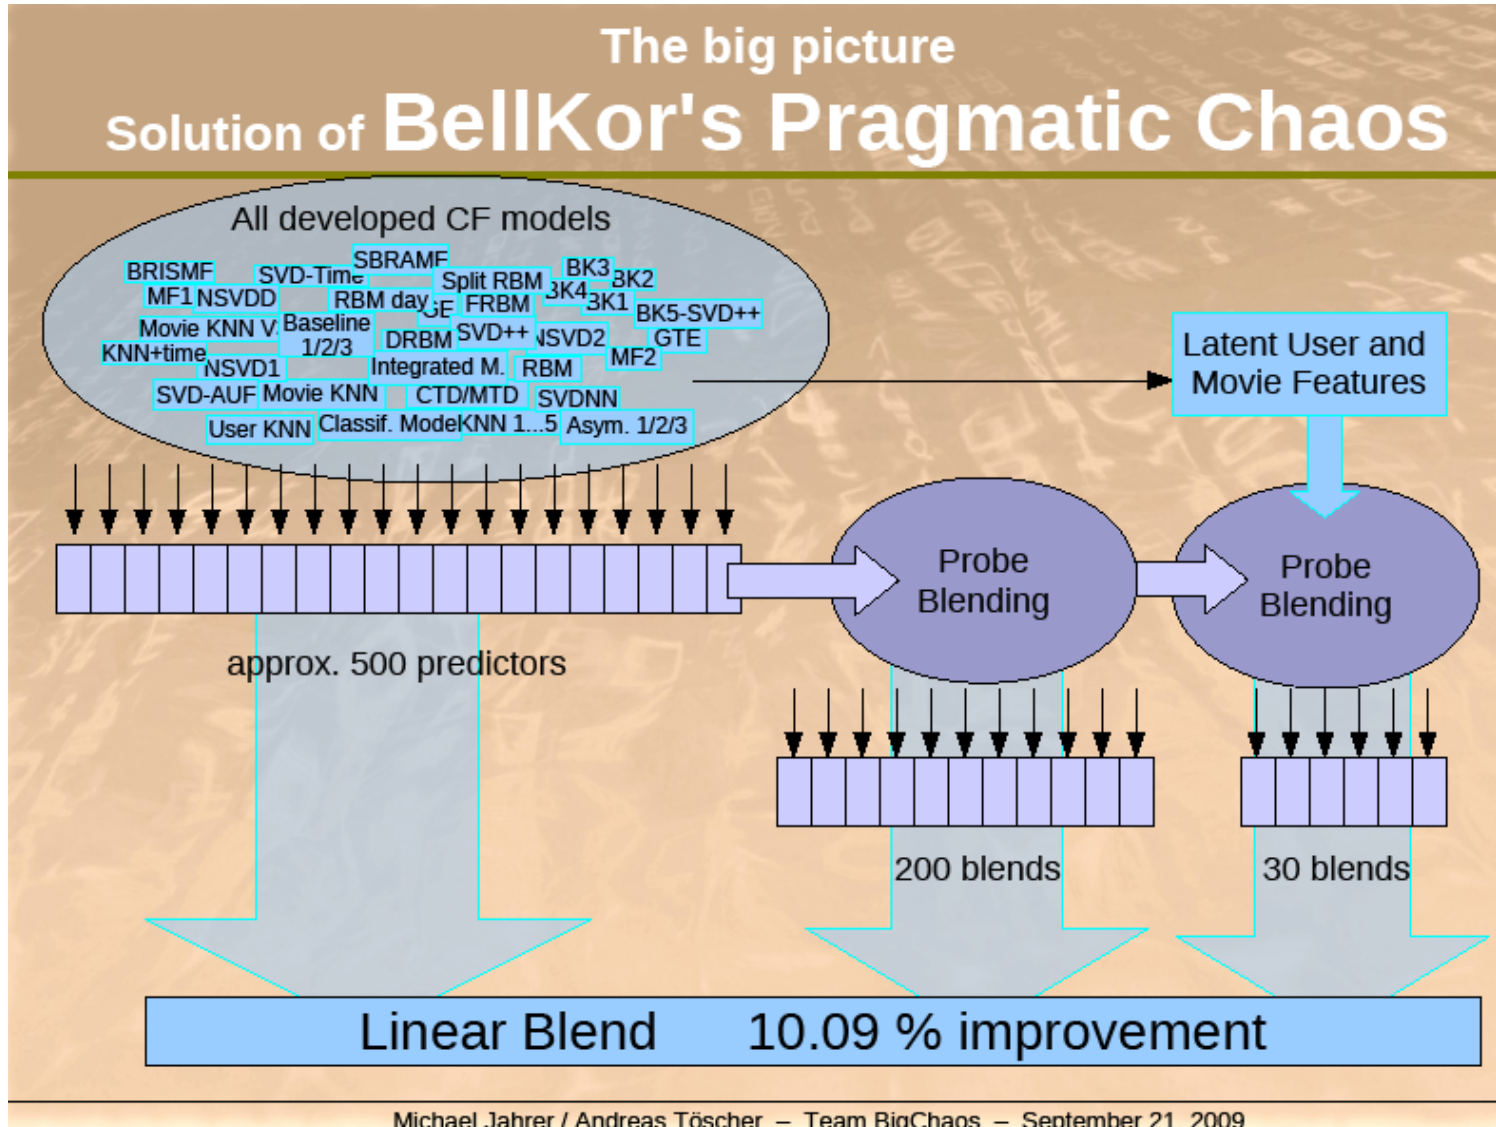 The big picture
Solution of BellKor's Pragmatic Chaos
All developed CF models
SBRAMF
BRISMF
SVD-Time
Split RBM
BK3
BK2
MF1
NSVDD
RBM day
GE
FRBM
BK4
BK1
BK5-SVD++
Movie KNN V
Baseline
1/2/3
DRBM
SVD++
NSVD2
GTE
KNN+time
NSVD1
Integrated M.
RBM
MF2
SVD-AUF
Movie KNN
CTD/MTD
SVDNN
User KNN
Classif. Model
KNN 1...5
Asym. 1/2/3
Latent User and
Movie Features
Probe
Blending
Probe
Blending
approx. 500 predictors
200 blends
30 blends
Linear Blend 10.09 % improvement
Michael Jahrer / Andreas Töscher – Team BigChaos – September 21, 2009